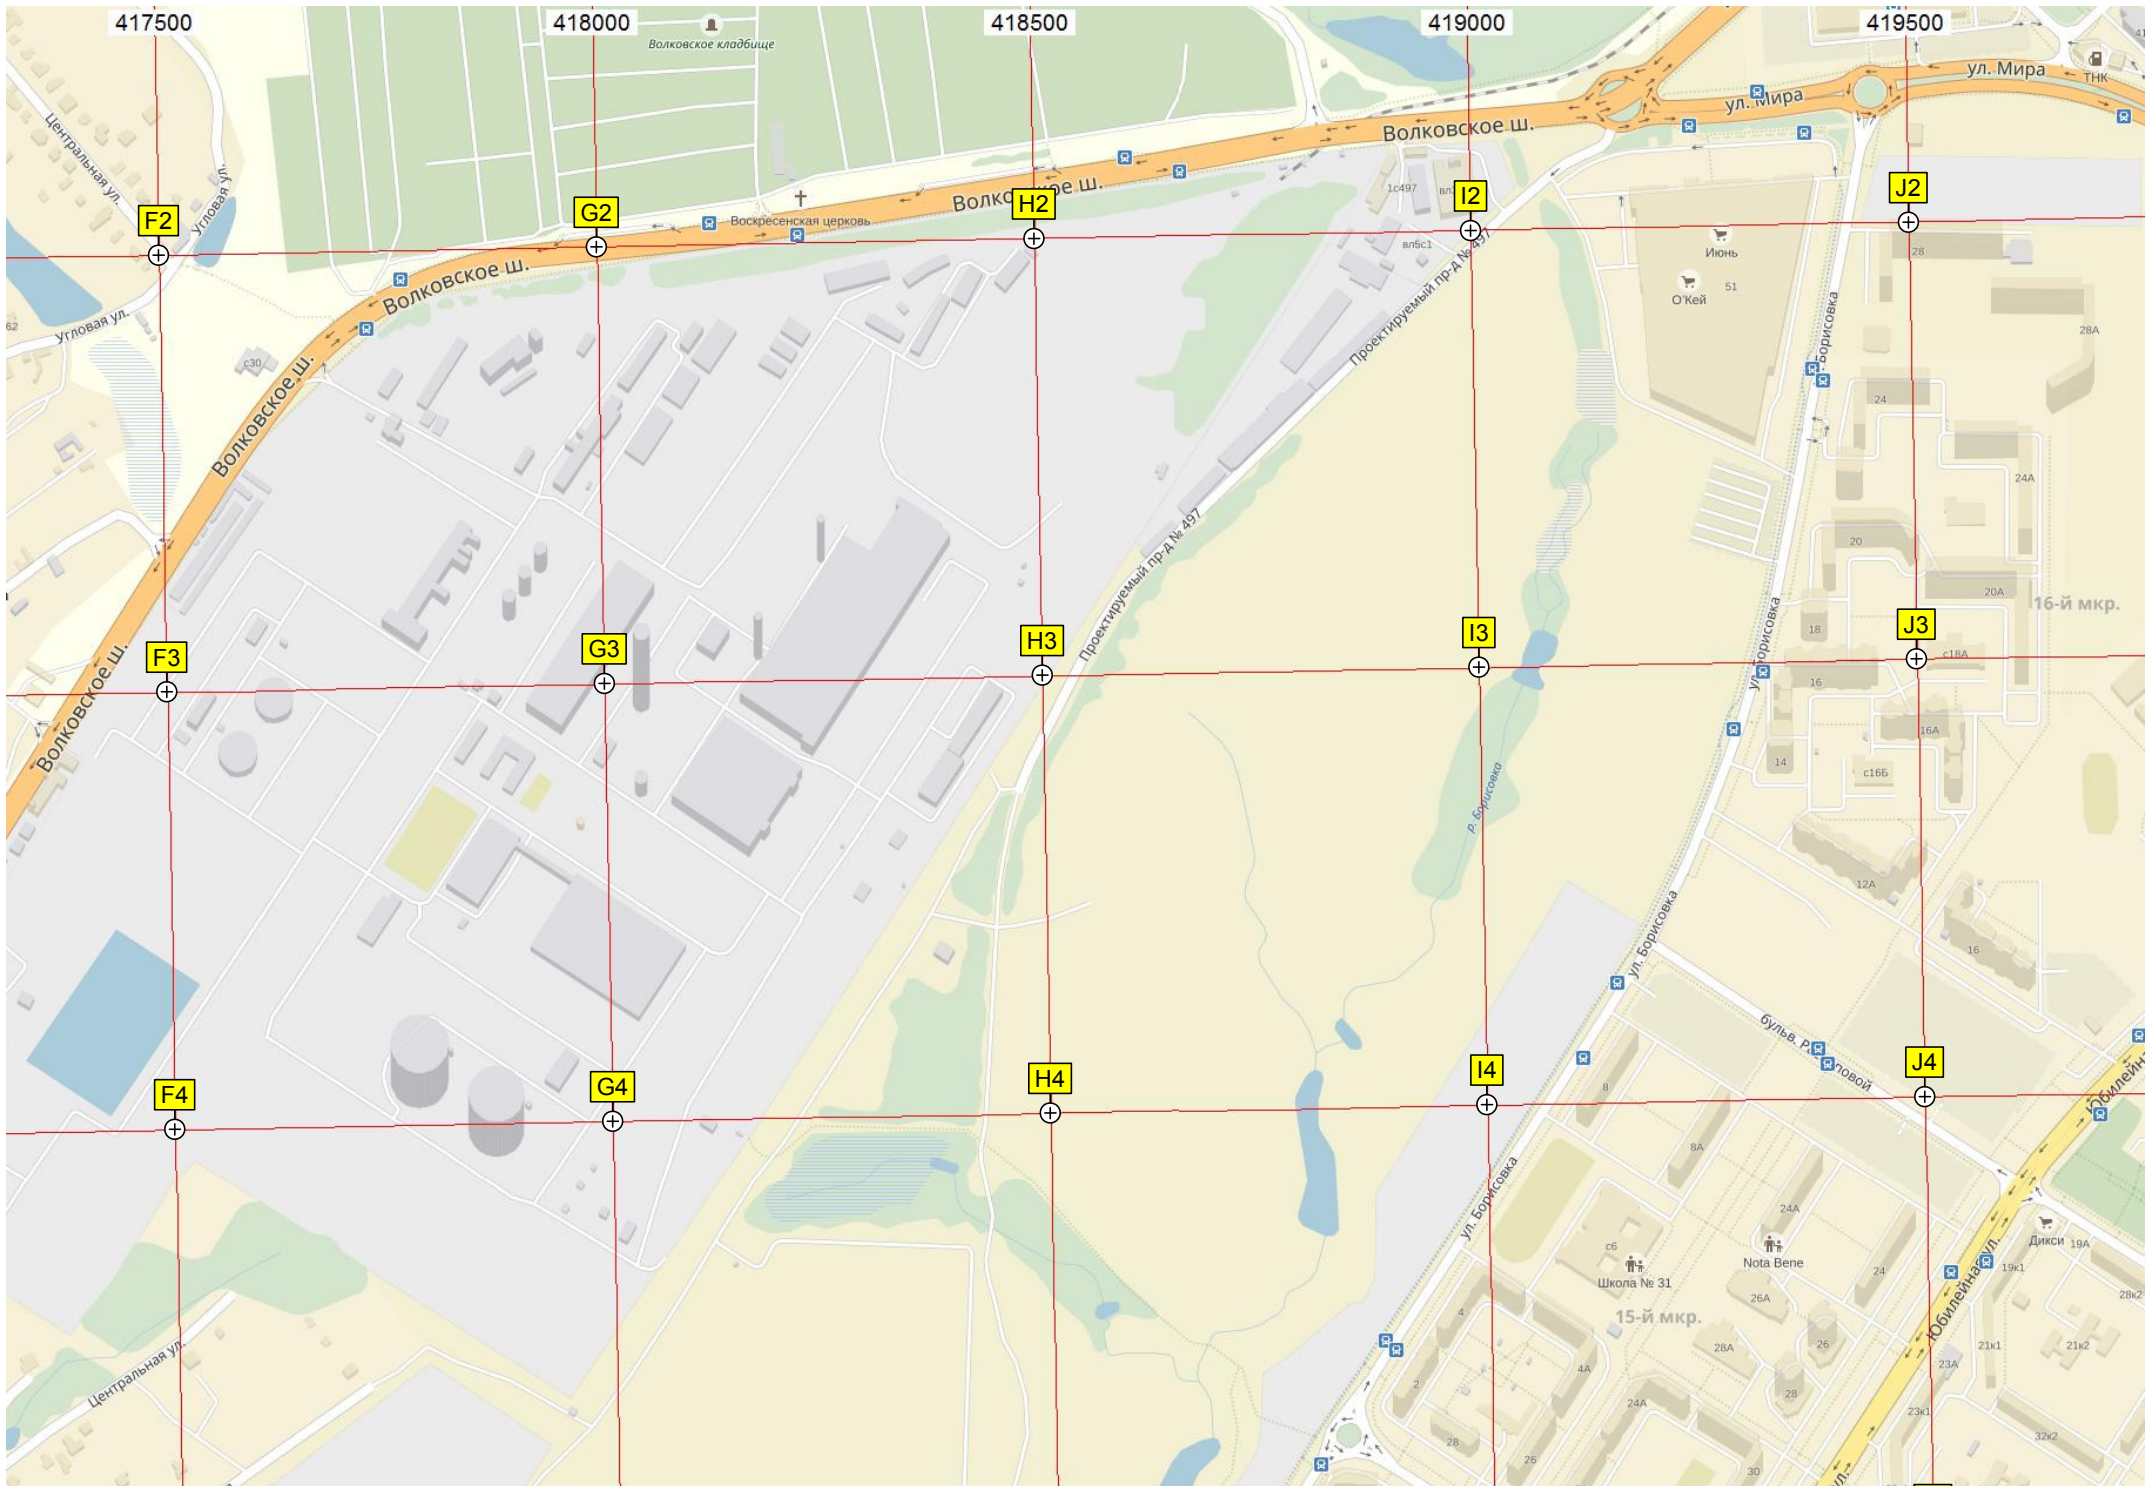 417500
418000
418500
419000
419500
Волковское кладбище
ул. Мира
ТНК
ул. Мира
Волковское ш.
Центральная ул.
Угловая ул.
1с497
Волковское ш.
Воскресенская церковь
F2
G2
H2
I2
J2
вл5с1
Июнь
28
Волковское ш.
О'Кей
51
62
Угловая ул.
28А
с30
Проектируемый пр-д № 497
Борисовка
Волковское ш.
24
24А
20
Проектируемый пр-д № 497
20А
16-й мкр.
18
ул. Борисовка
F3
G3
H3
I3
J3
с18А
16
Волковское ш.
16А
14
с16Б
р. Борисовка
12А
16
ул. Борисовка
бульв.
F4
G4
H4
I4
J4
8
Юбилейная
8А
ул. Борисовка
24А
с6
Nota Bene
Школа № 31
24
Дикси
19А
19к1
26А
28к2
4
15-й мкр.
Юбилейная ул.
Центральная ул.
28А
26
21к1
21к2
4А
23А
2
28
24А
23к1
32к2
28
26
30
ул.